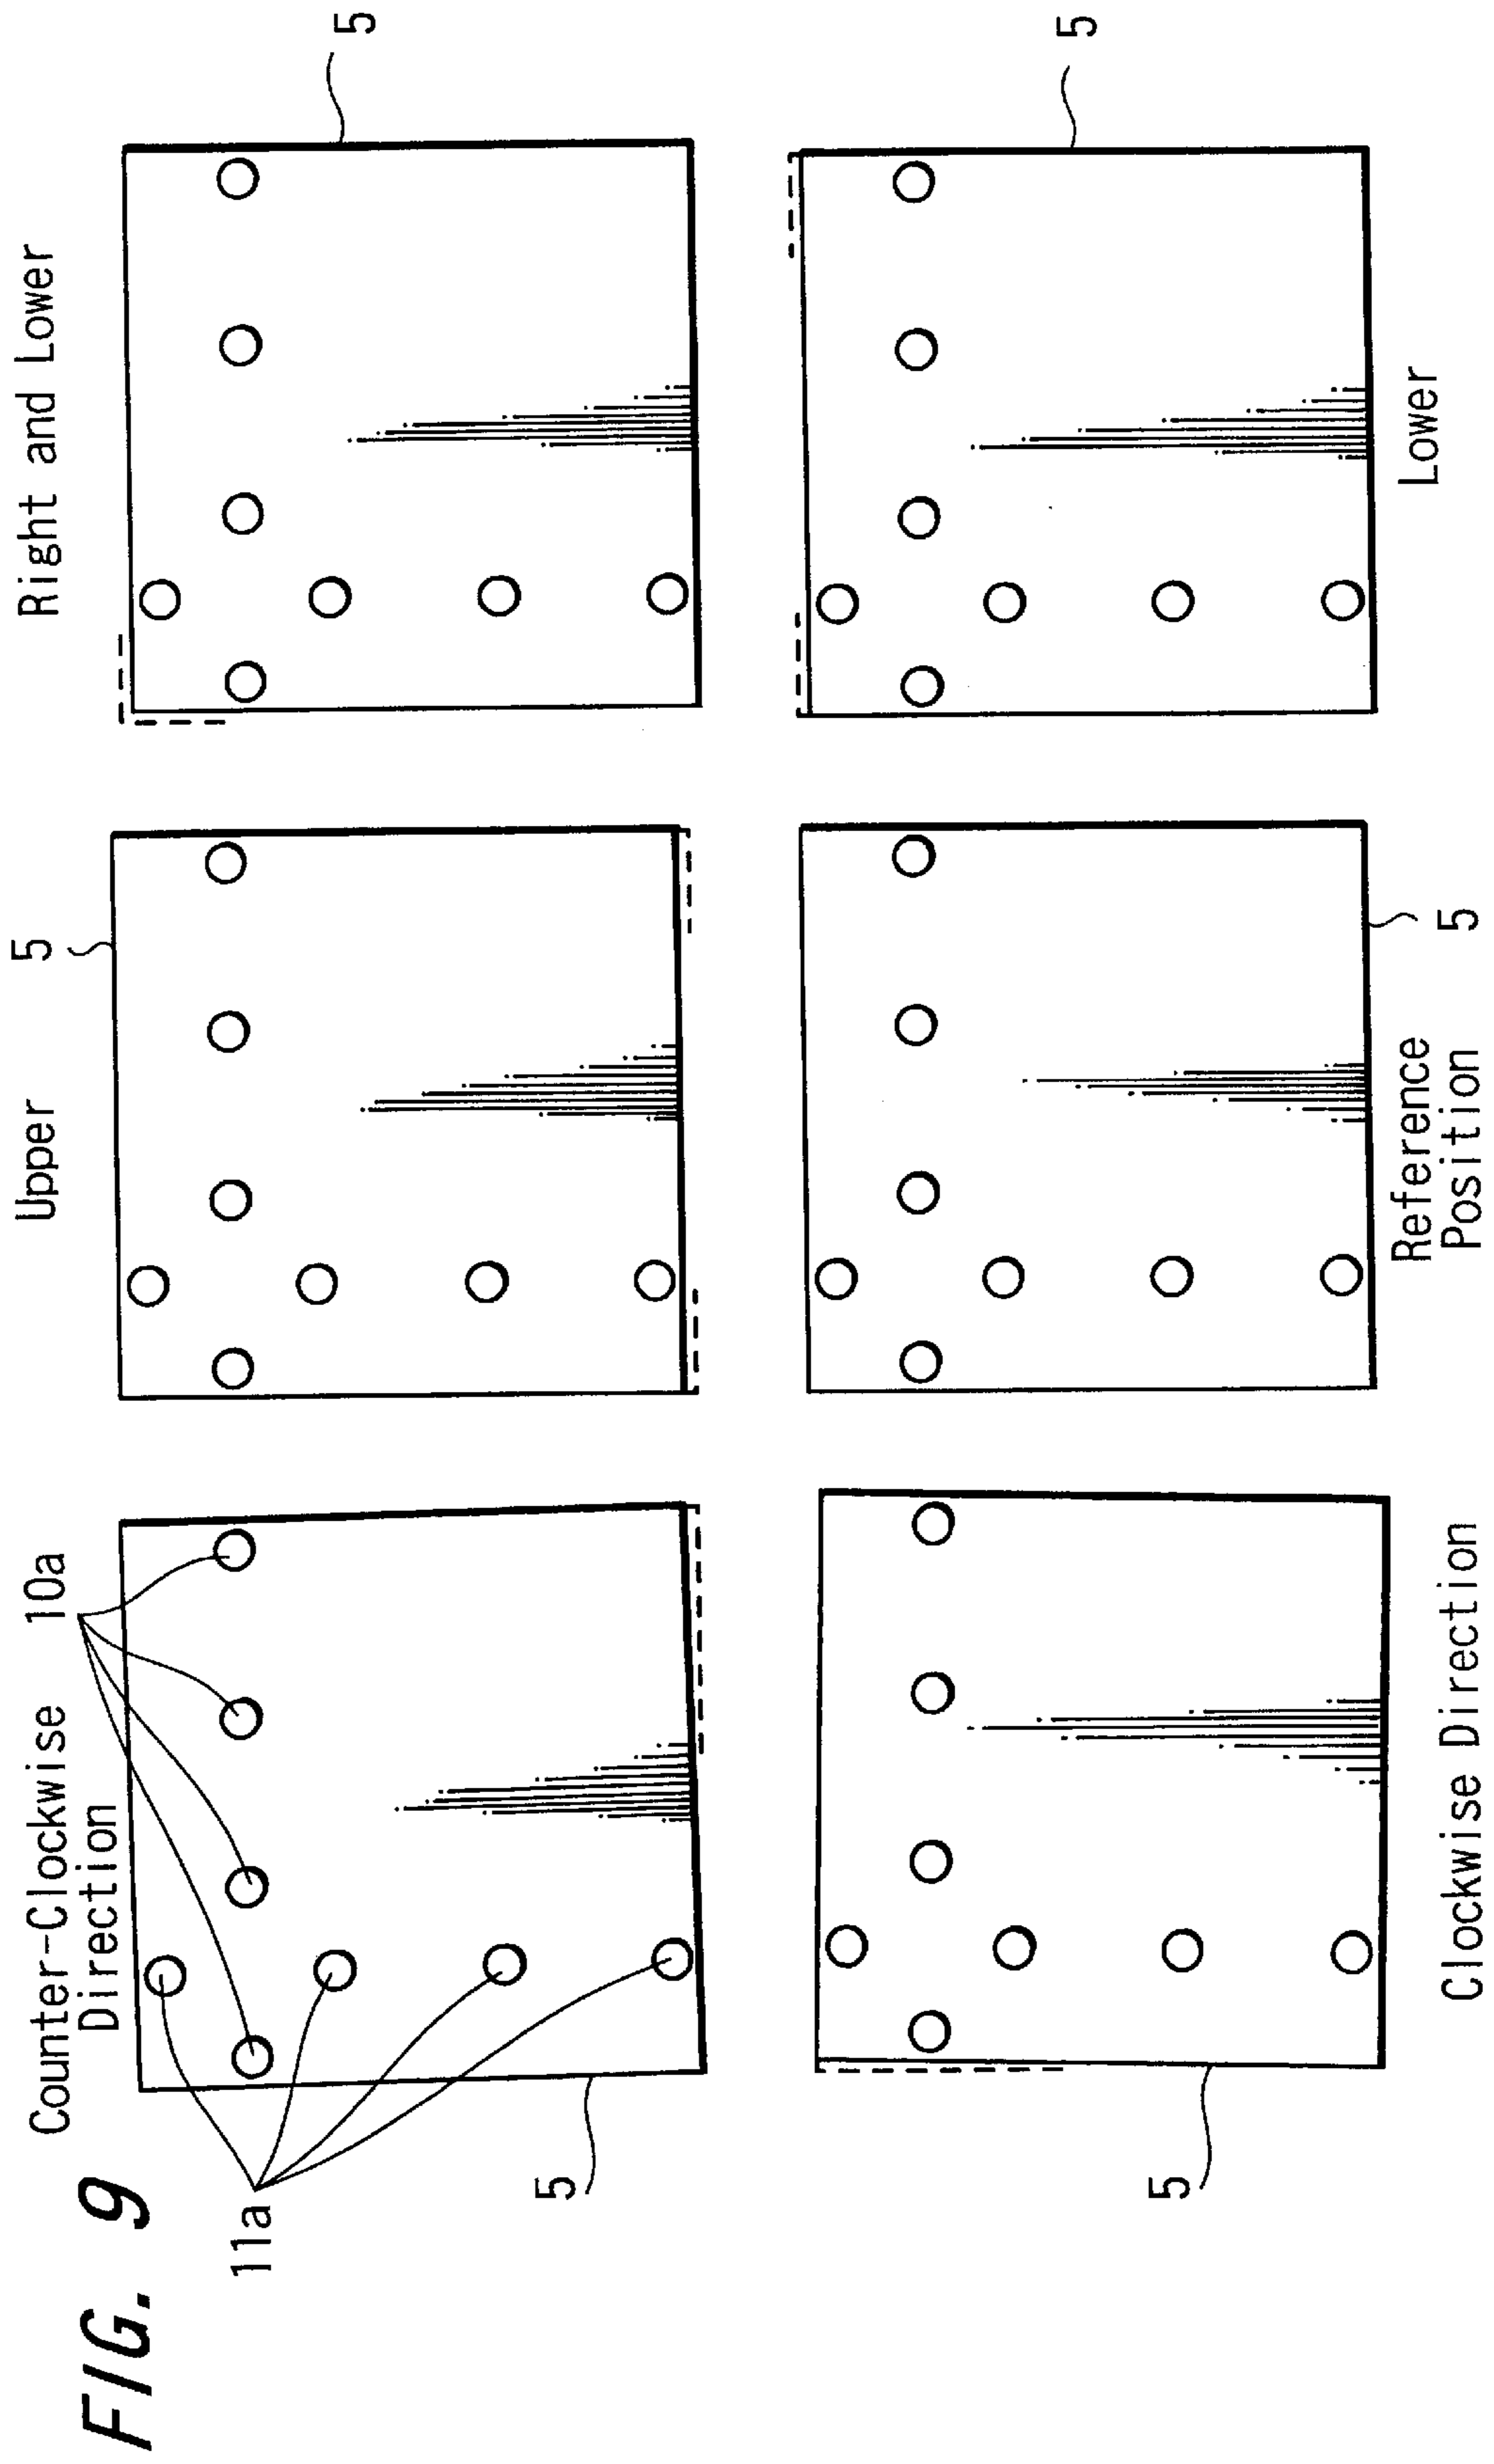 FIG. 9
Counter-Clockwise
Direction
10a
11a
5
Upper
5
Right and Lower
5
Clockwise Direction
5
Reference
Position
5
Lower
5